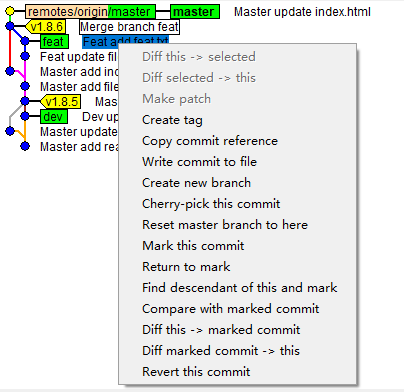 remotes/origin/master master Master update index.html
v1.8.6 Merge branch feat
feat Feat add feat.txt
Feat update fil
Master add ind
Master add file
v1.8.5 Mas
dev Dev up
Master update
Master add rea
Diff this -> selected
Diff selected -> this
Make patch
Create tag
Copy commit reference
Write commit to file
Create new branch
Cherry-pick this commit
Reset master branch to here
Mark this commit
Return to mark
Find descendant of this and mark
Compare with marked commit
Diff this -> marked commit
Diff marked commit -> this
Revert this commit